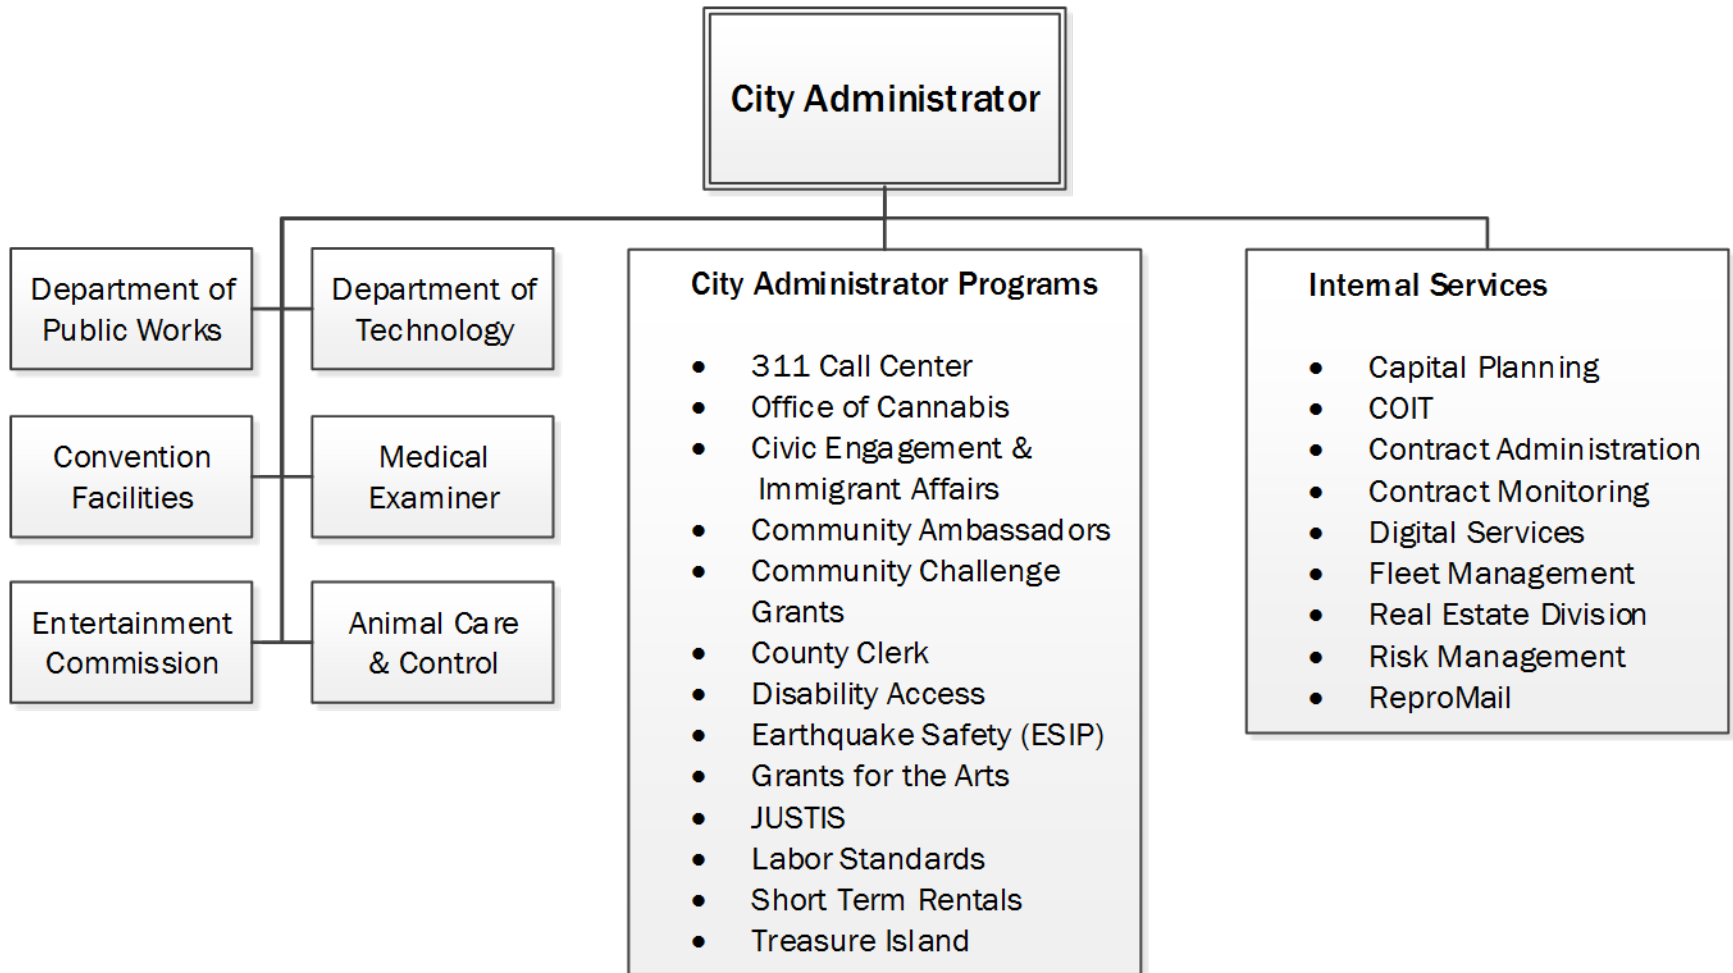 City Administrator
Department of
Public Works
Department of
Technology
Convention
Facilities
Medical
Examiner
Entertainment
Commission
Animal Care
& Control
City Administrator Programs
• 311 Call Center
• Office of Cannabis
• Civic Engagement &
Immigrant Affairs
• Community Ambassadors
• Community Challenge
Grants
• County Clerk
• Disability Access
• Earthquake Safety (ESIP)
• Grants for the Arts
• JUSTIS
• Labor Standards
• Short Term Rentals
• Treasure Island
Internal Services
• Capital Planning
• COIT
• Contract Administration
• Contract Monitoring
• Digital Services
• Fleet Management
• Real Estate Division
• Risk Management
• ReproMail